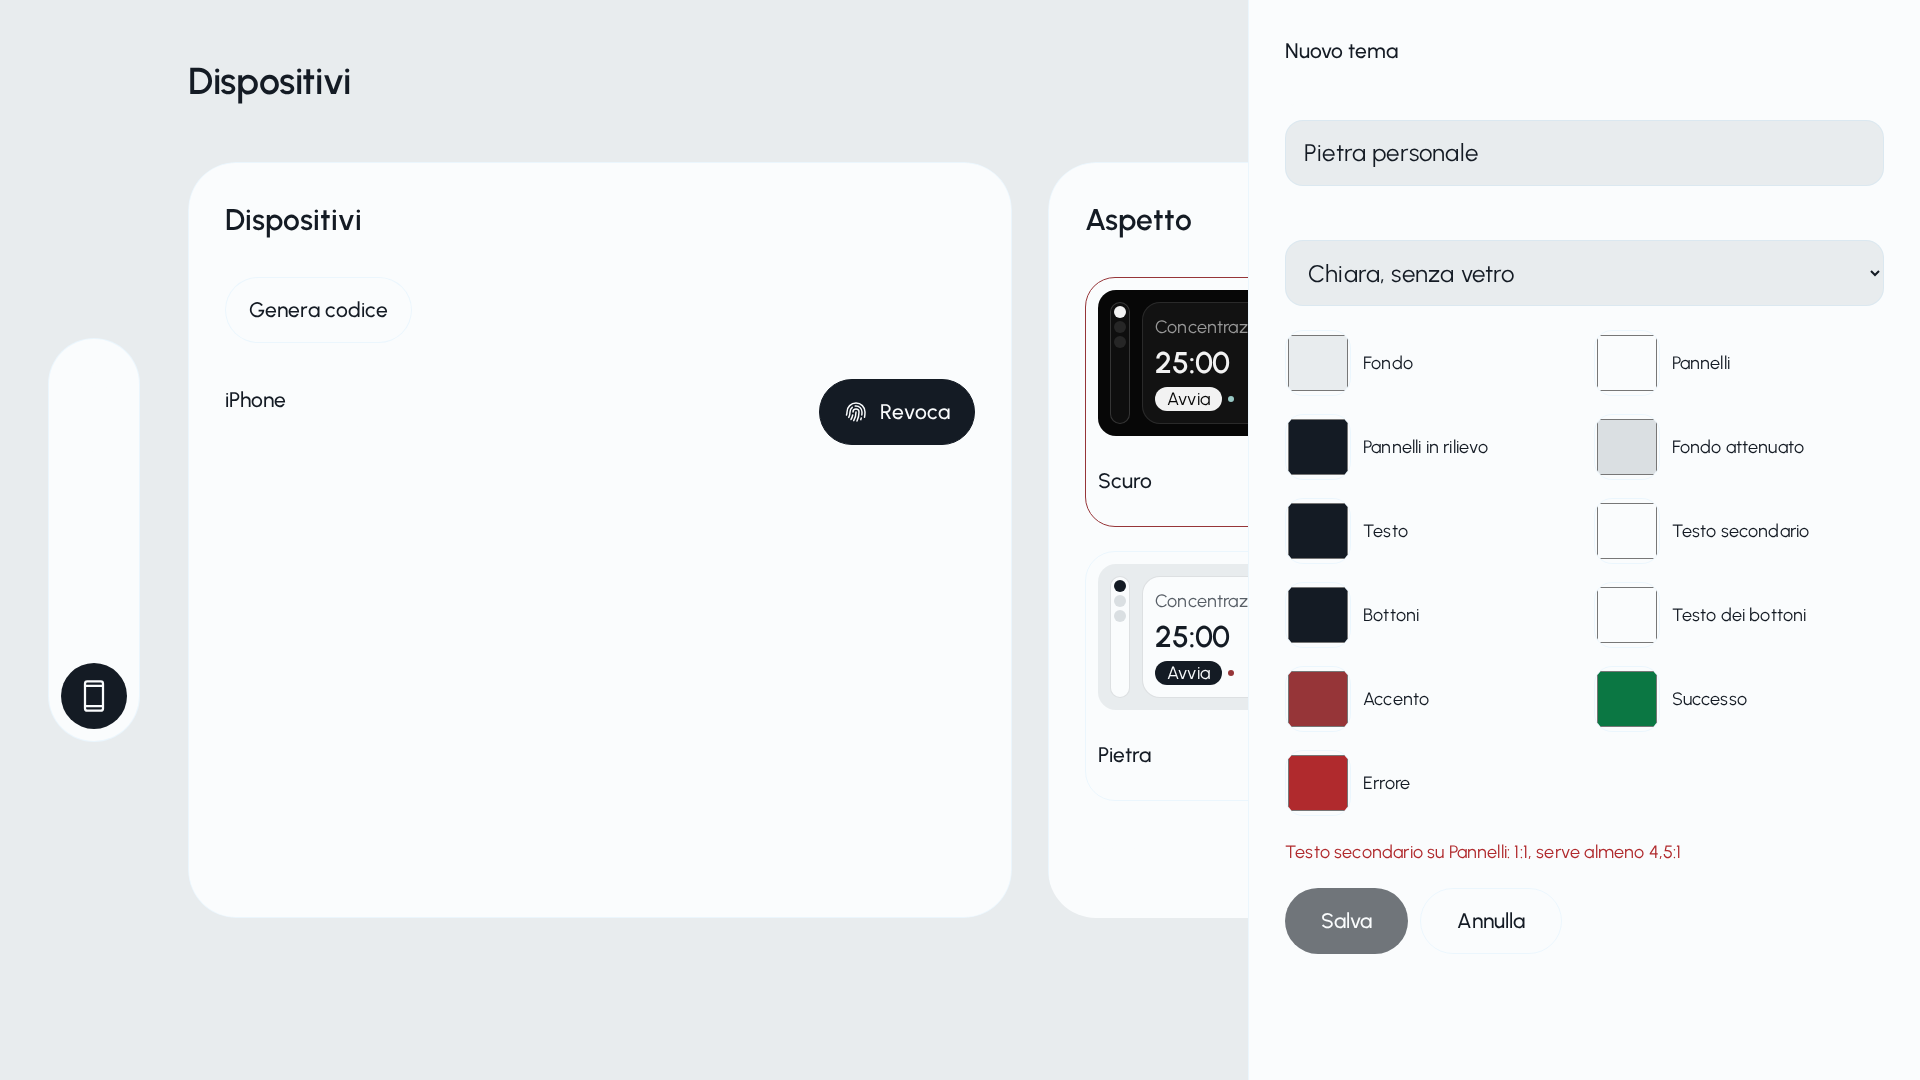 Dispositivi
Dispositivi
Genera codice
iPhone
Revoca
Aspetto
Concentraz
25:00
Avvia
Scuro
Concentraz
25:00
Avvia
Pietra
Nuovo tema
Pietra personale
Chiara, senza vetro
Fondo
Pannelli
Pannelli in rilievo
Fondo attenuato
Testo
Testo secondario
Bottoni
Testo dei bottoni
Accento
Successo
Errore
Testo secondario su Pannelli: 1:1, serve almeno 4,5:1
Salva
Annulla